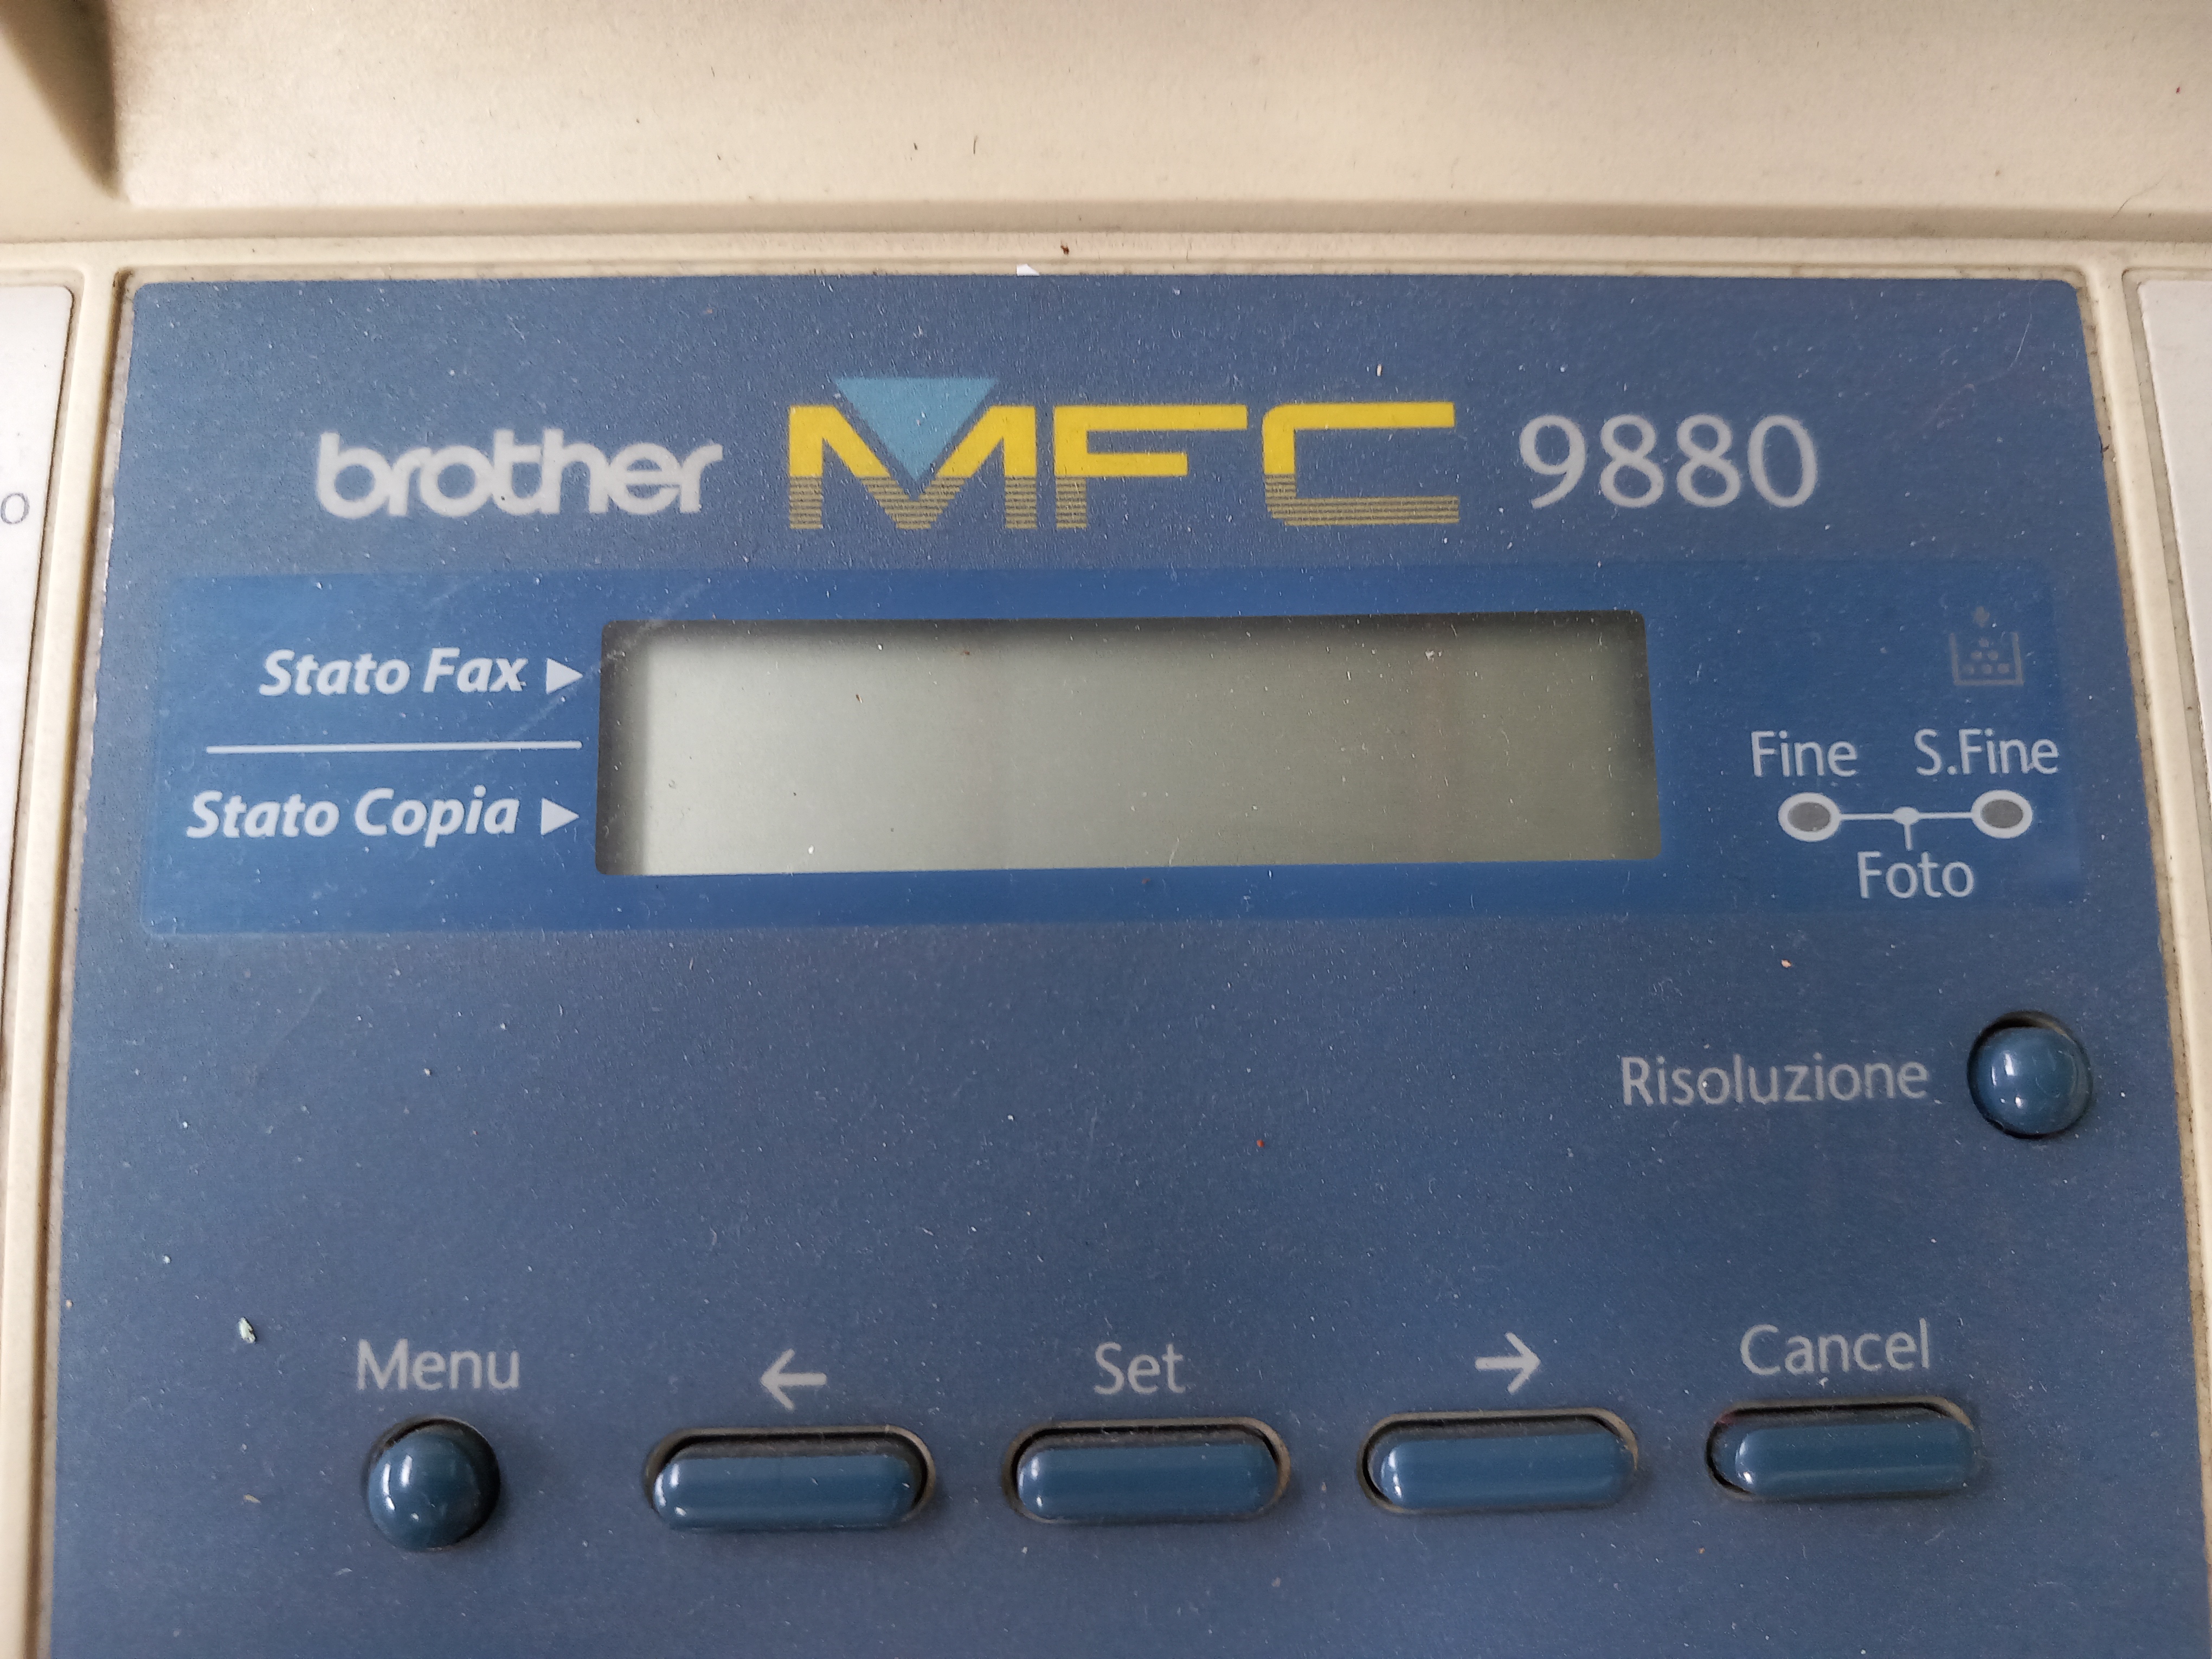 brother MFC 9880
o
Stato Fax ▶
Stato Copia ▶
Fine S.Fine
Foto
Risoluzione
Menu ← Set → Cancel